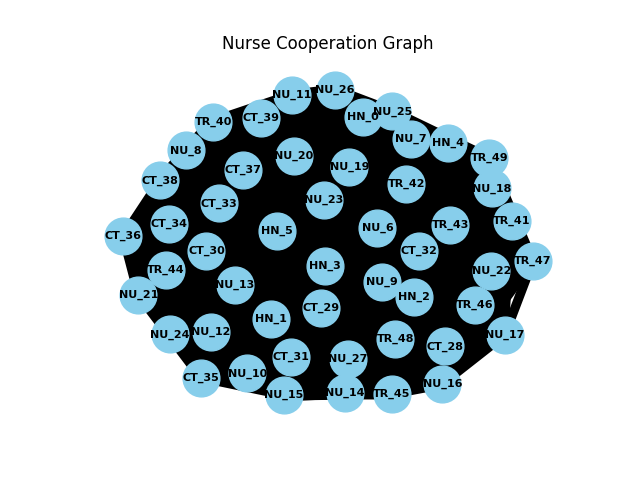 Nurse Cooperation Graph
NU_26
NU_11
NU_25
HN_0
CT_39
TR_40
NU_7
HN_4
NU_8
NU_20
TR_49
NU_19
CT_37
CT_38
TR_42
NU_18
NU_23
CT_33
TR_41
CT_34
TR_43
NU_6
HN_5
CT_36
CT_30
CT_32
TR_47
HN_3
TR_44
NU_22
NU_9
NU_13
NU_21
HN_2
TR_46
CT_29
HN_1
NU_12
NU_24
NU_17
TR_48
CT_28
CT_31
NU_27
NU_10
CT_35
NU_16
NU_14
TR_45
NU_15